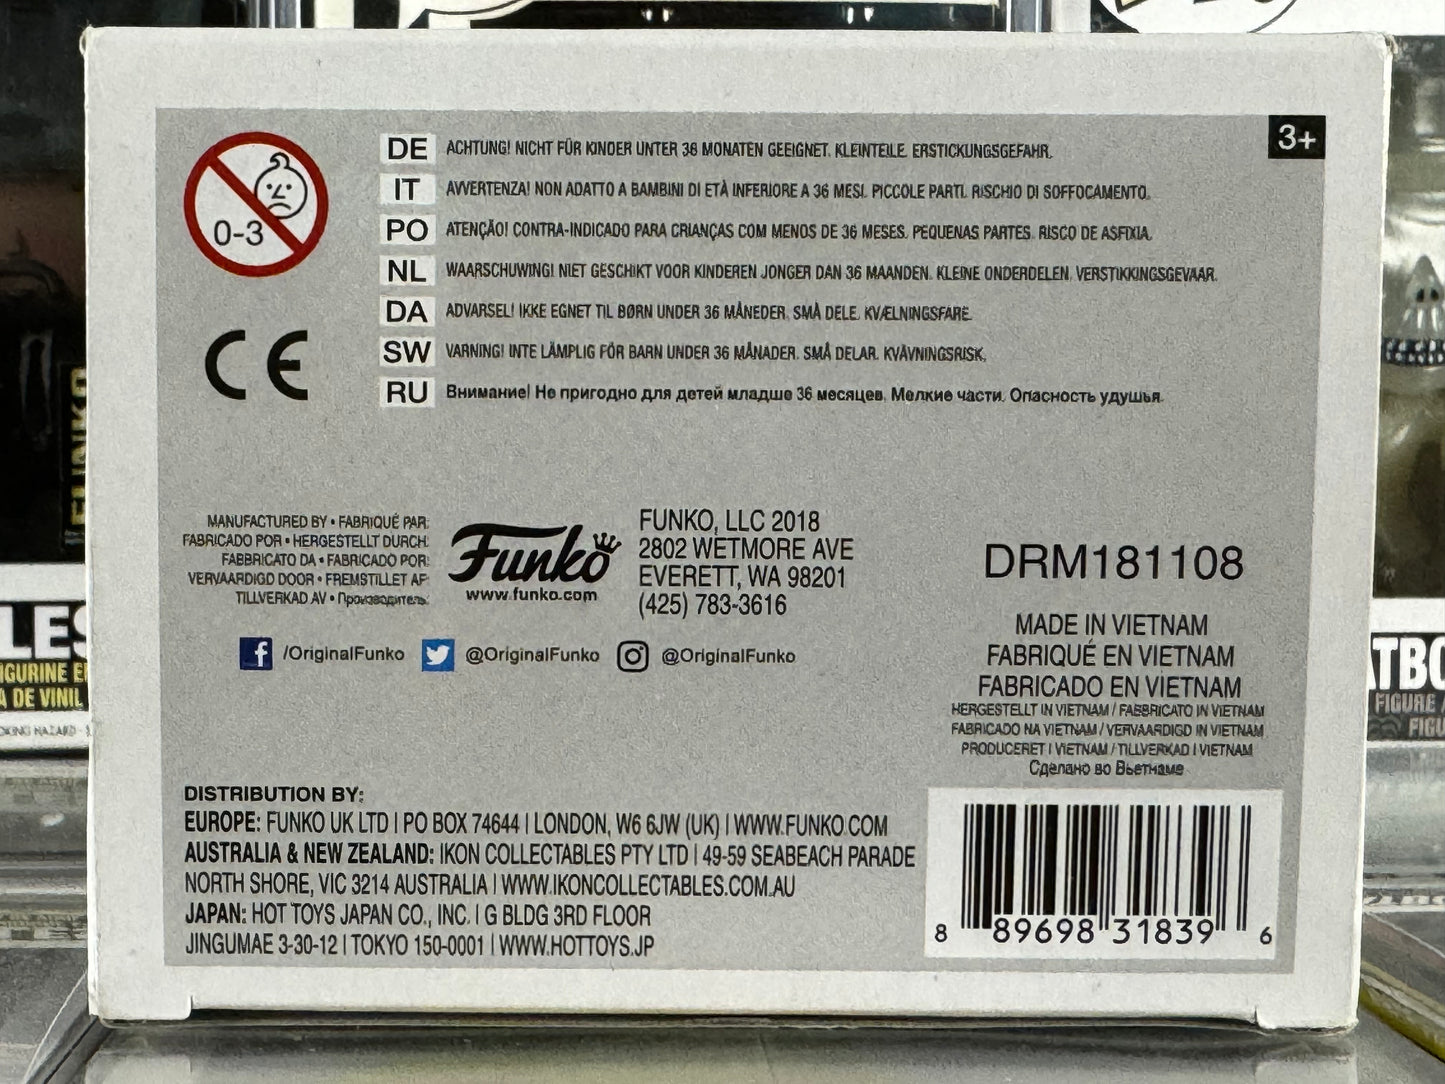 3+
0-3
DE ACHTUNG! NICHT FÜR KINDER UNTER 36 MONATEN GEEIGNET. KLEINTEILE. ERSTICKUNGSGEFAHR.
IT AVVERTENZA! NON ADATTO A BAMBINI DI ETÀ INFERIORE A 36 MESI. PICCOLE PARTI. RISCHIO DI SOFFOCAMENTO.
PO ATENÇÃO! CONTRA-INDICADO PARA CRIANÇAS COM MENOS DE 36 MESES. PEQUENAS PARTES. RISCO DE ASFIXIA.
NL WAARSCHUWING! NIET GESCHIKT VOOR KINDEREN JONGER DAN 36 MAANDEN. KLEINE ONDERDELEN. VERSTIKKINGSGEVAAR.
DA ADVARSEL! IKKE EGNET TIL BØRN UNDER 36 MÅNEDER. SMÅ DELE. KVÆLNINGSFARE.
SW VARNING! INTE LÄMPLIG FÖR BARN UNDER 36 MÅNADER. SMÅ DELAR. KVÄVNINGSRISK.
RU Внимание! Не пригодно для детей младше 36 месяцев. Мелкие части. Опасность удушья.
CE
MANUFACTURED BY • FABRIQUÉ PAR:
FABRICADO POR • HERGESTELLT DURCH:
FABBRICATO DA • FABRICADO POR:
VERVAARDIGD DOOR • FREMSTILLET AF:
TILLVERKAD AV • Производитель:
Funko
www.funko.com
FUNKO, LLC 2018
2802 WETMORE AVE
EVERETT, WA 98201
(425) 783-3616
/OriginalFunko @OriginalFunko @OriginalFunko
DRM181108
MADE IN VIETNAM
FABRIQUÉ EN VIETNAM
FABRICADO EN VIETNAM
HERGESTELLT IN VIETNAM / FABBRICATO IN VIETNAM
FABRICADO NA VIETNAM / VERVAARDIGD IN VIETNAM
PRODUCERET I VIETNAM / TILLVERKAD I VIETNAM
Сделано во Вьетнаме
DISTRIBUTION BY:
EUROPE: FUNKO UK LTD | PO BOX 74644 | LONDON, W6 6JW (UK) | WWW.FUNKO.COM
AUSTRALIA & NEW ZEALAND: IKON COLLECTABLES PTY LTD | 49-59 SEABEACH PARADE
NORTH SHORE, VIC 3214 AUSTRALIA | WWW.IKONCOLLECTABLES.COM.AU
JAPAN: HOT TOYS JAPAN CO., INC. | G BLDG 3RD FLOOR
JINGUMAE 3-30-12 | TOKYO 150-0001 | WWW.HOTTOYS.JP
8 89698 31839 6
FUNKO
LES
FIGURINE
A DE VINIL
TBO
FIGURE